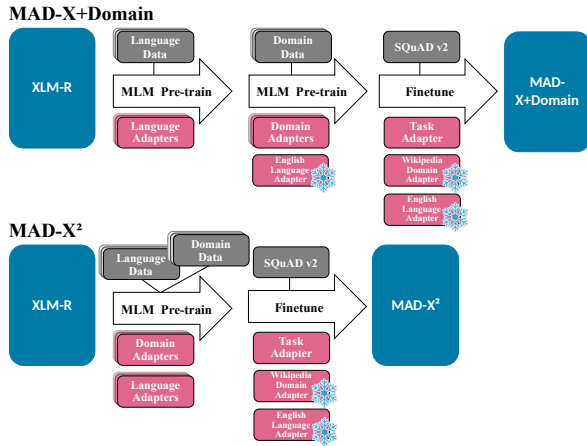 MAD-X+Domain
XLM-R
Language
Data
MLM Pre-train
Language
Adapters
Domain Data
MLM Pre-train
Domain
Adapters
English
Language
Adapter
SQuAD v2
Finetune
Task
Adapter
Wikipedia
Domain
Adapter
English
Language
Adapter
MAD-
X+Domain
MAD-X²
XLM-R
Language
Data
Domain
Data
MLM Pre-train
Domain
Adapters
Language
Adapters
SQuAD v2
Finetune
Task
Adapter
Wikipedia
Domain
Adapter
English
Language
Adapter
MAD-X²